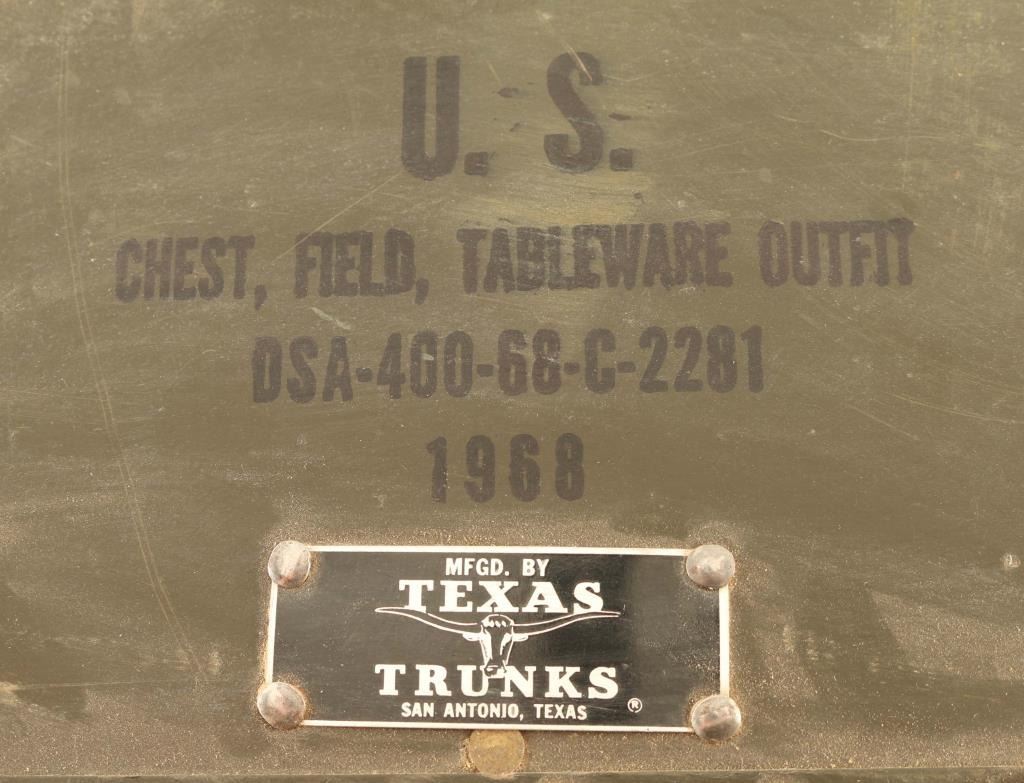 U. S.
CHEST, FIELD, TABLEWARE OUTFIT
DSA-400-68-C-2281
1968
MFGD. BY
TEXAS
TRUNKS
SAN ANTONIO, TEXAS ®